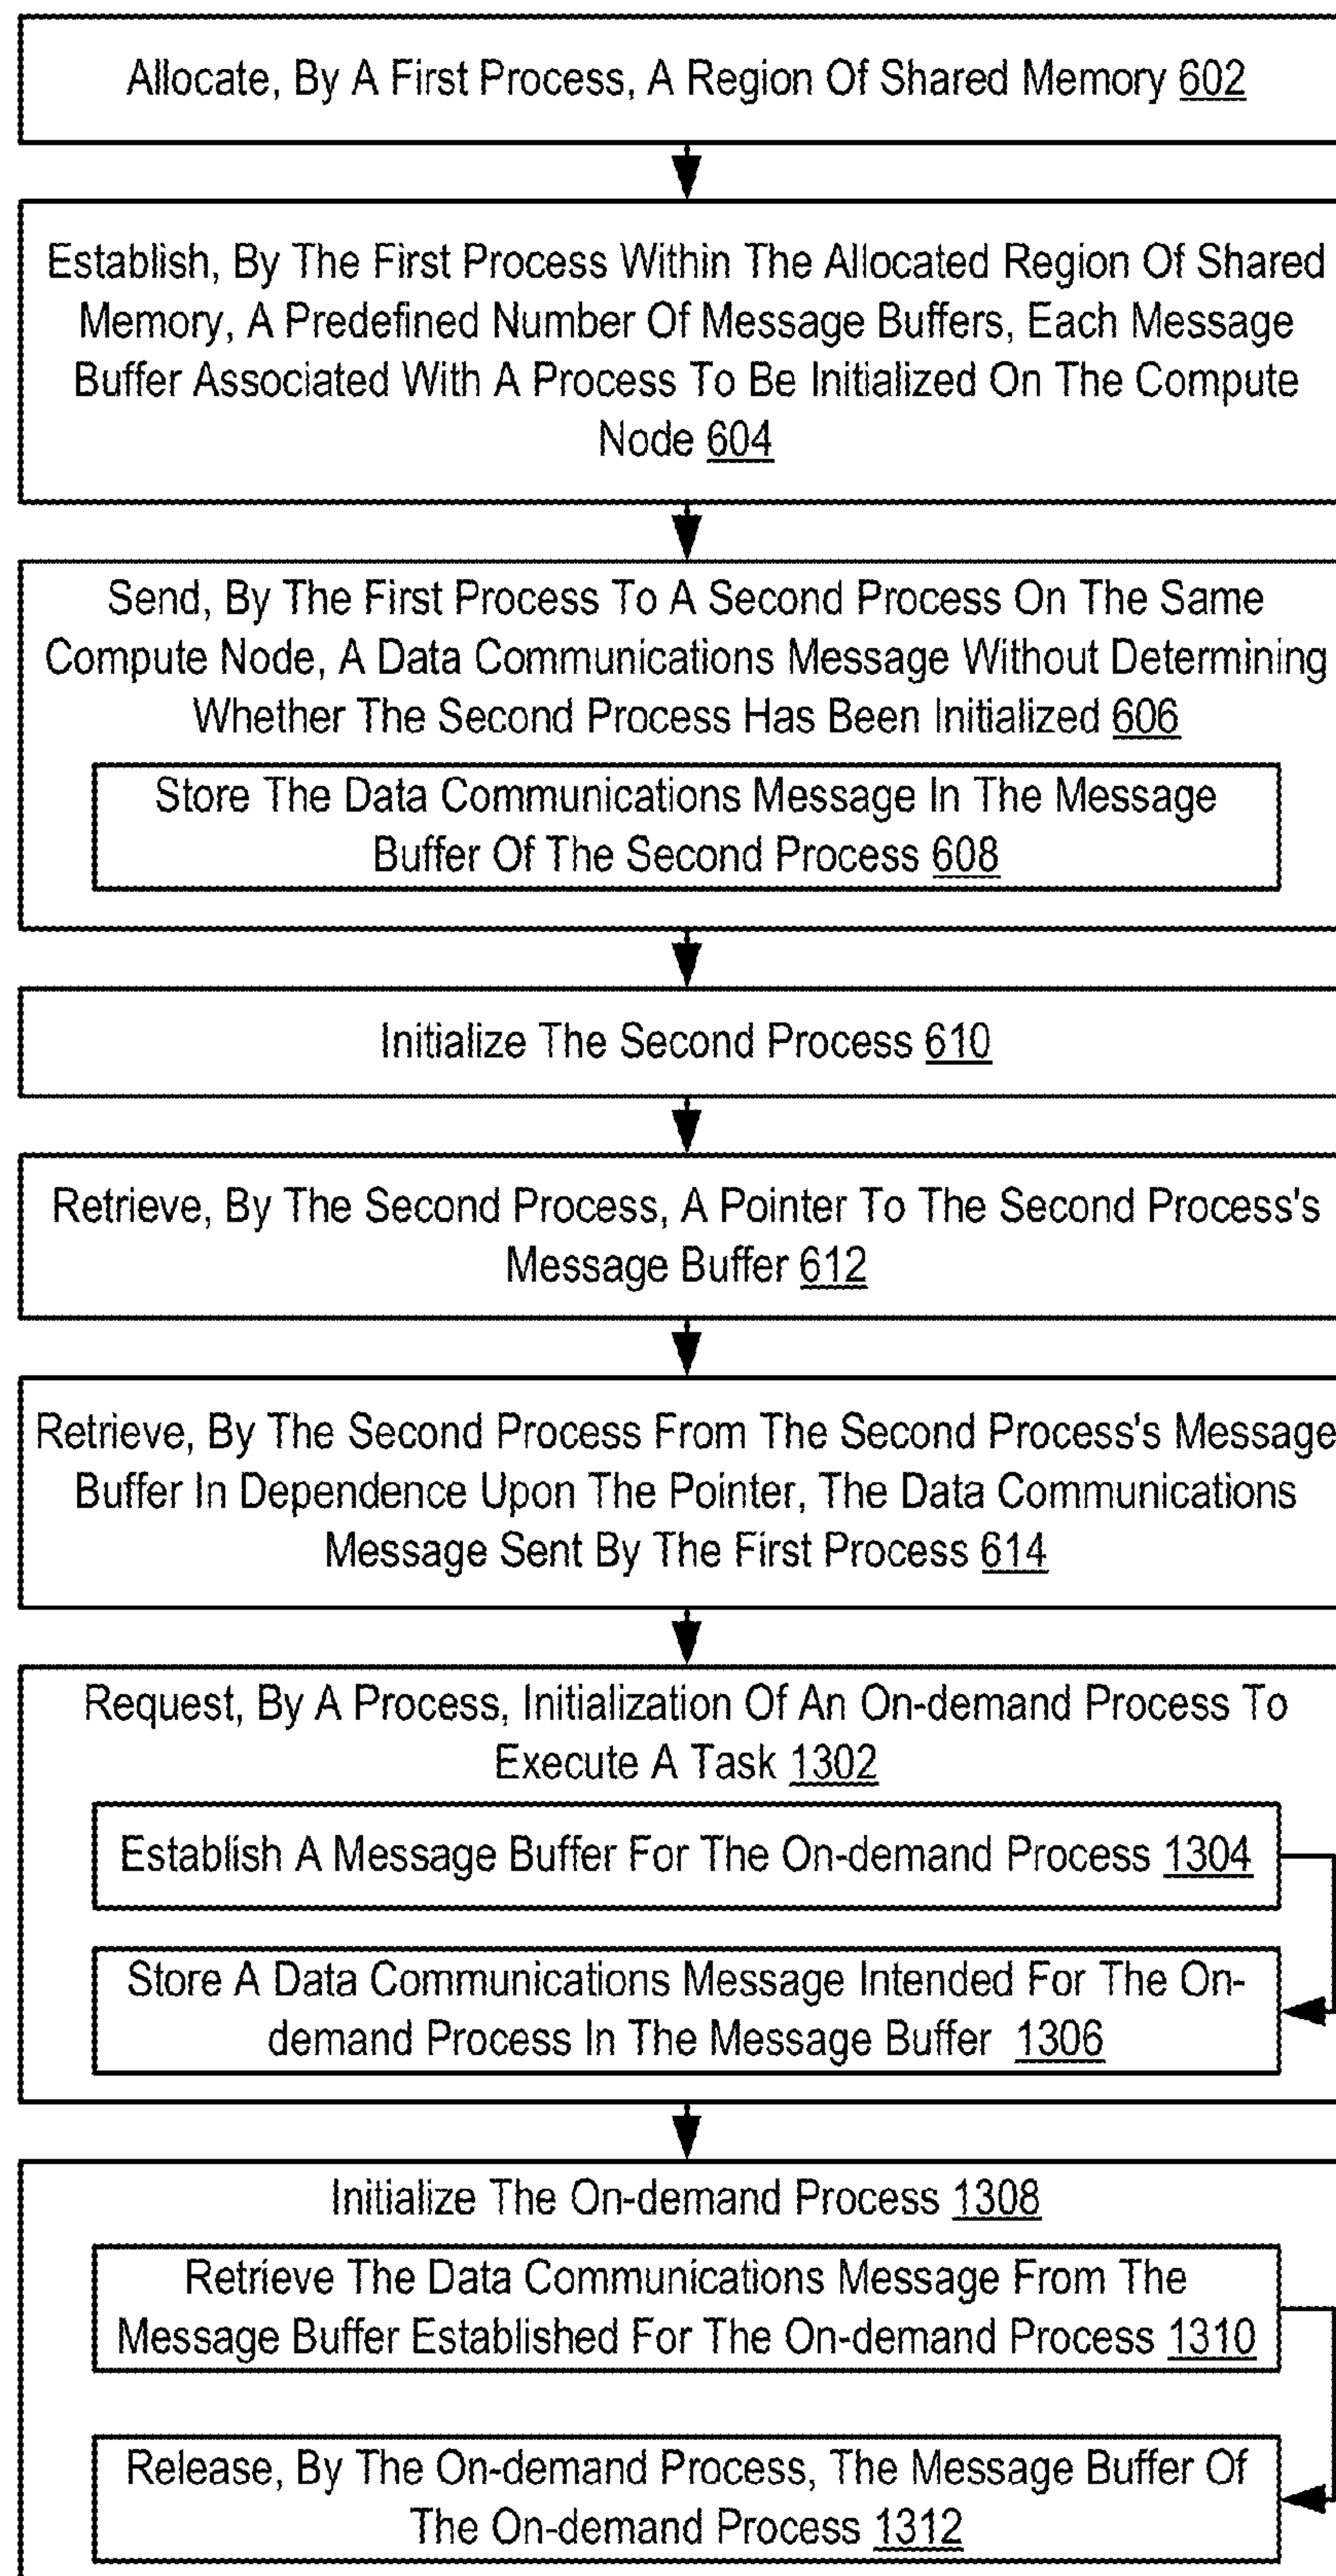 Allocate, By A First Process, A Region Of Shared Memory 602
Establish, By The First Process Within The Allocated Region Of Shared
Memory, A Predefined Number Of Message Buffers, Each Message
Buffer Associated With A Process To Be Initialized On The Compute
Node 604
Send, By The First Process To A Second Process On The Same
Compute Node, A Data Communications Message Without Determining
Whether The Second Process Has Been Initialized 606
Store The Data Communications Message In The Message
Buffer Of The Second Process 608
Initialize The Second Process 610
Retrieve, By The Second Process, A Pointer To The Second Process's
Message Buffer 612
Retrieve, By The Second Process From The Second Process's Message
Buffer In Dependence Upon The Pointer, The Data Communications
Message Sent By The First Process 614
Request, By A Process, Initialization Of An On-demand Process To
Execute A Task 1302
Establish A Message Buffer For The On-demand Process 1304
Store A Data Communications Message Intended For The On-
demand Process In The Message Buffer 1306
Initialize The On-demand Process 1308
Retrieve The Data Communications Message From The
Message Buffer Established For The On-demand Process 1310
Release, By The On-demand Process, The Message Buffer Of
The On-demand Process 1312